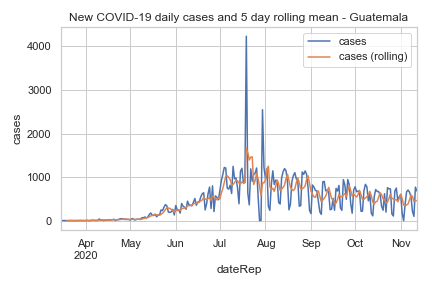 New COVID-19 daily cases and 5 day rolling mean - Guatemala
cases
cases (rolling)
4000
3000
2000
1000
0
cases
Apr
2020
May
Jun
Jul
Aug
Sep
Oct
Nov
dateRep